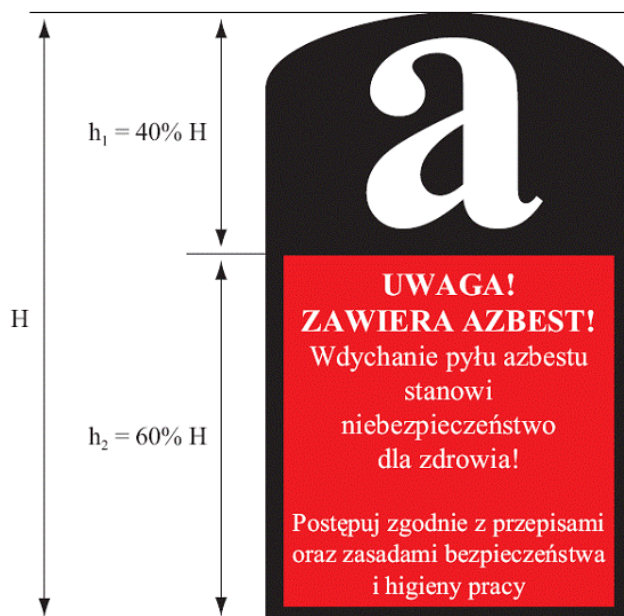 a
h₁ = 40% H
H
h₂ = 60% H
UWAGA!
ZAWIERA AZBEST!
Wdychanie pyłu azbestu
stanowi
niebezpieczeństwo
dla zdrowia!
Postępuj zgodnie z przepisami
oraz zasadami bezpieczeństwa
i higieny pracy